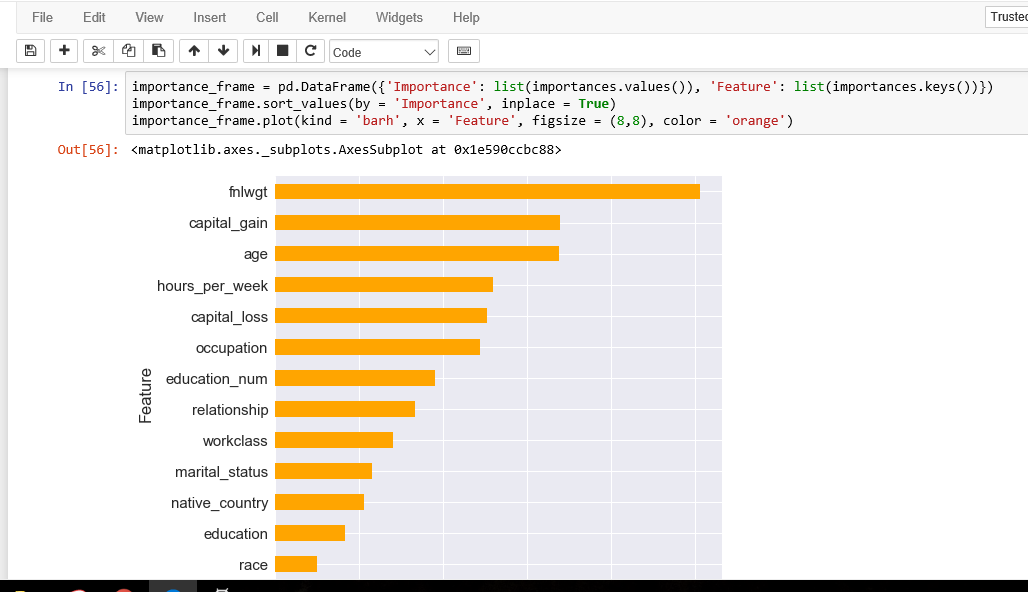 File Edit View Insert Cell Kernel Widgets Help Trusted
Code
In [56]: importance_frame = pd.DataFrame({'Importance': list(importances.values()), 'Feature': list(importances.keys())})
importance_frame.sort_values(by = 'Importance', inplace = True)
importance_frame.plot(kind = 'barh', x = 'Feature', figsize = (8,8), color = 'orange')
Out[56]: <matplotlib.axes._subplots.AxesSubplot at 0x1e590ccbc88>
fnlwgt
capital_gain
age
hours_per_week
capital_loss
occupation
education_num
relationship
workclass
marital_status
native_country
education
race
Feature